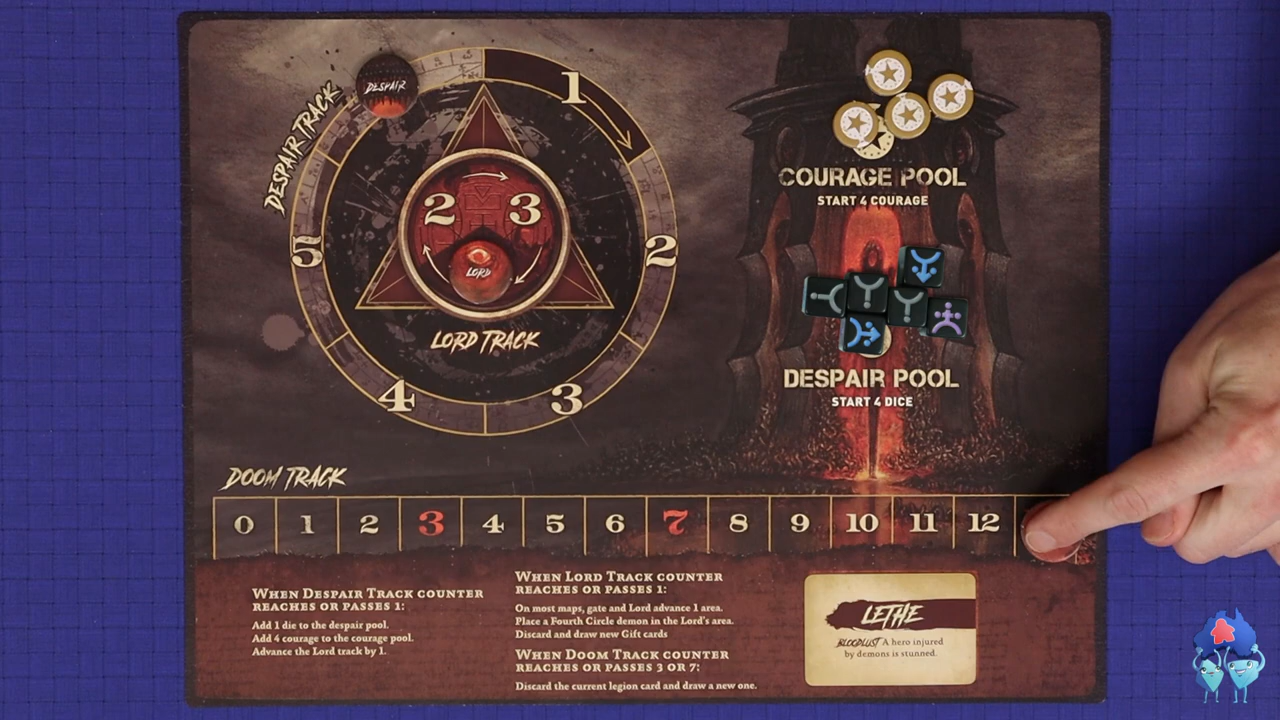 DESPAIR TRACK
DESPAIR
1
2
3
4
5
2 3
LORD
LORD TRACK
COURAGE POOL
START 4 COURAGE
DESPAIR POOL
START 4 DICE
DOOM TRACK
0 1 2 3 4 5 6 7 8 9 10 11 12
WHEN DESPAIR TRACK COUNTER
REACHES OR PASSES 1:
Add 1 die to the despair pool.
Add 4 courage to the courage pool.
Advance the Lord track by 1.
WHEN LORD TRACK COUNTER
REACHES OR PASSES 1:
On most maps, gate and Lord advance 1 area.
Place a Fourth Circle demon in the Lord's area.
Discard and draw new Gift cards
WHEN DOOM TRACK COUNTER
REACHES OR PASSES 3 OR 7:
Discard the current legion card and draw a new one.
LETHE
BLOODLUST A hero injured
by demons is stunned.